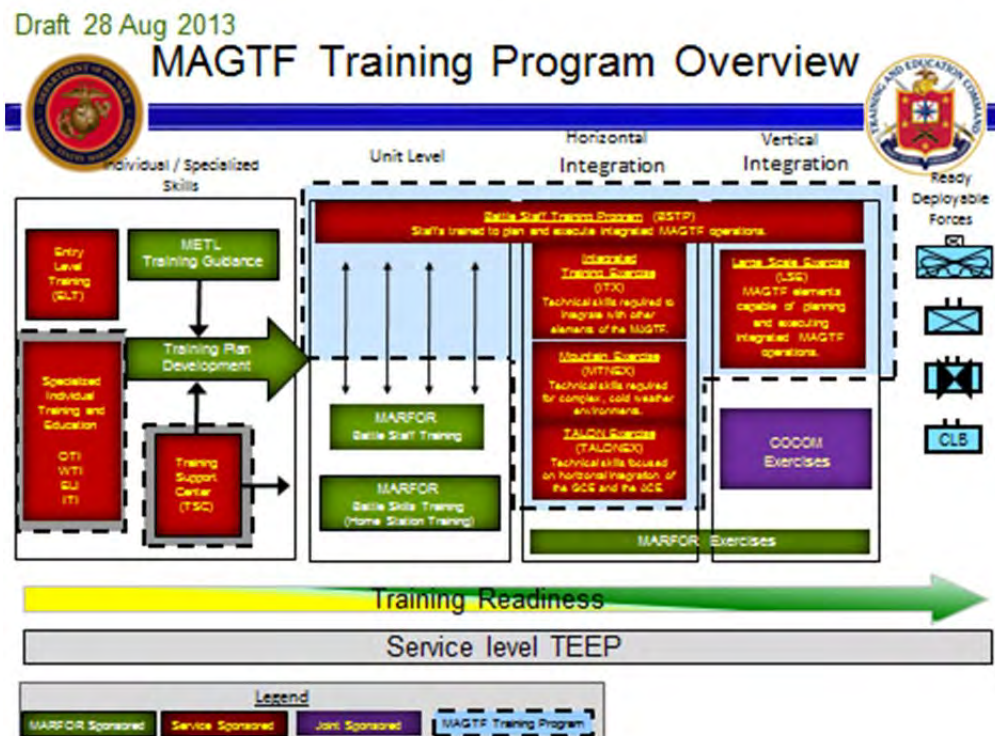 Draft 28 Aug 2013
MAGTF Training Program Overview
Individual / Specialized
Skills
Unit Level
Horizontal
Integration
Vertical
Integration
Ready
Deployable
Forces
Entry
Level
Training
(ELT)
METL
Training Guidance
Training Plan
Development
Specialized
Individual
Training and
Education
OTI
WTI
ITI
Training
Support
Center
(TSC)
Battle Staff Training Program (BSTP)
Staffs trained to plan and execute integrated MAGTF operations.
MARFOR
Battle Staff Training
MARFOR
Battle Skills Training
(Home Station Training)
Integrated
Training Exercise
(ITX)
Technical skills required to
integrate with other
elements of the MAGTF.
Mountain Exercise
(MTNEX)
Technical skills required
for complex, cold weather
environments.
TALON Exercise
(TALONEX)
Technical skills focused
on horizontal integration of
the GCE and the ACE.
Large Scale Exercise
(LSE)
MAGTF elements
capable of planning
and executing
integrated MAGTF
operations.
COCOM
Exercises
MARFOR Exercises
CLB
Training Readiness
Service level TEEP
Legend
MARFOR Sponsored
Service Sponsored
Joint Sponsored
MAGTF Training Program